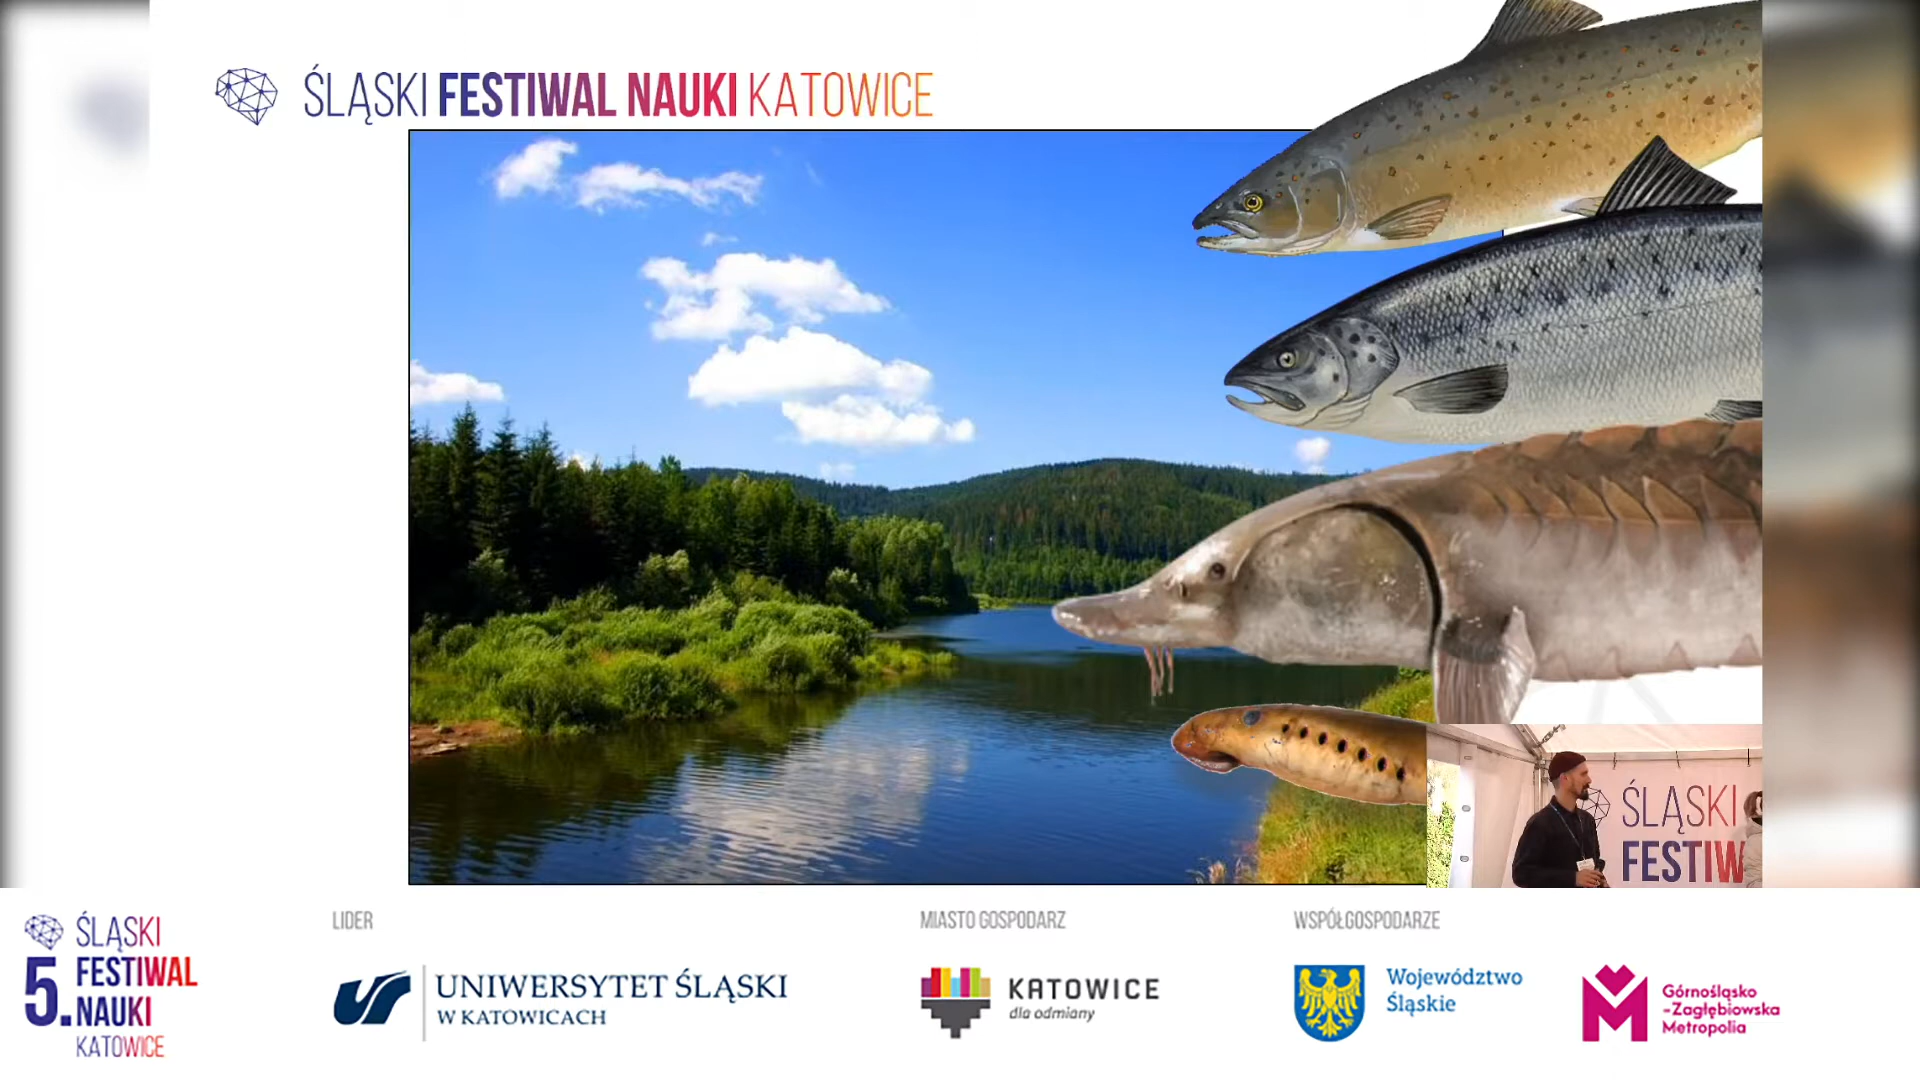 ŚLĄSKI FESTIWAL NAUKI KATOWICE
ŚLĄSKI
FESTIW
ŚLĄSKI
5. FESTIWAL
NAUKI
KATOWICE
LIDER
UNIWERSYTET ŚLĄSKI
W KATOWICACH
MIASTO GOSPODARZ
KATOWICE
dla odmiany
WSPÓŁGOSPODARZE
Województwo
Śląskie
Górnośląsko
-Zagłębiowska
Metropolia